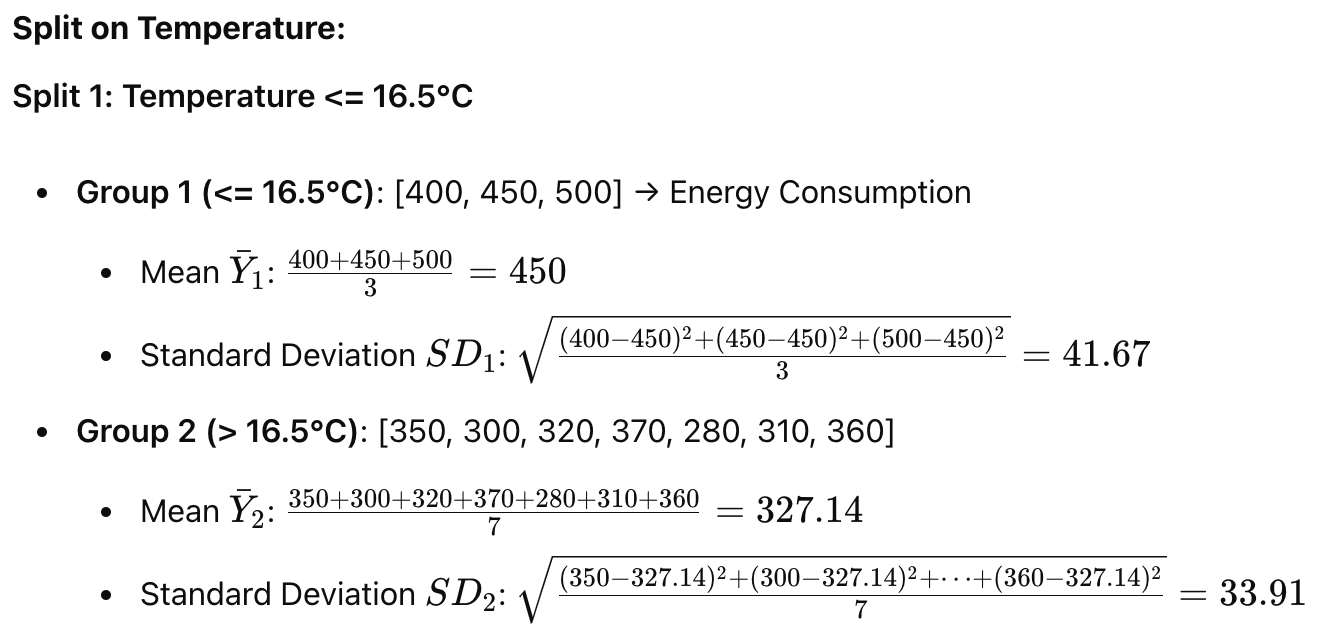 Split on Temperature:
Split 1: Temperature <= 16.5°C
• Group 1 (<= 16.5°C): [400, 450, 500] → Energy Consumption
• Mean $\bar{Y}_1$: $\frac{400+450+500}{3} = 450$
• Standard Deviation $SD_1$: $\sqrt{\frac{(400-450)^2+(450-450)^2+(500-450)^2}{3}} = 41.67$
• Group 2 (> 16.5°C): [350, 300, 320, 370, 280, 310, 360]
• Mean $\bar{Y}_2$: $\frac{350+300+320+370+280+310+360}{7} = 327.14$
• Standard Deviation $SD_2$: $\sqrt{\frac{(350-327.14)^2+(300-327.14)^2+\cdots+(360-327.14)^2}{7}} = 33.91$